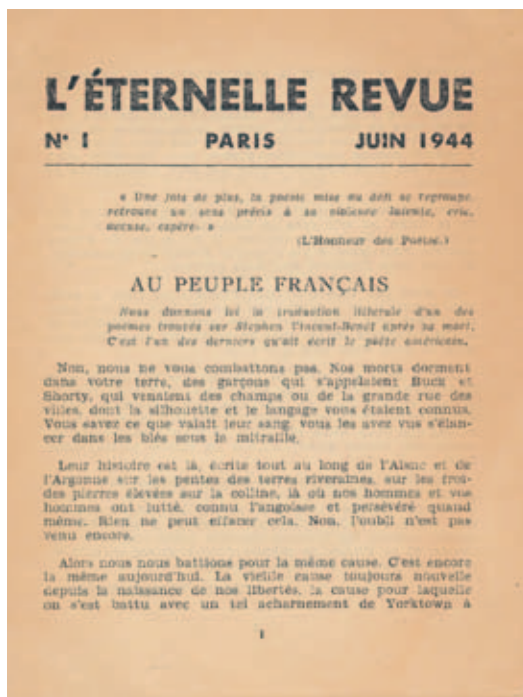 L'ÉTERNELLE REVUE
N° 1 PARIS JUIN 1944
« Une fois de plus, la poésie mise au défi se regroupe,
retrouve un sens précis à sa violence latente, crie,
accuse, espère. »
(L'Honneur des Poètes.)
AU PEUPLE FRANÇAIS
Nous donnons ici la traduction littérale d'un des
poèmes trouvés sur Stephen Vincent-Benét après sa mort.
C'est l'un des derniers qu'ait écrit le poète américain.
Non, nous ne vous combattons pas. Nos morts dorment
dans votre terre, des garçons qui s'appelaient Buck et
Shorty, qui venaient des champs ou de la grande rue des
villes, dont la silhouette et le langage vous étaient connus.
Vous savez ce que valait leur sang, vous les avez vus s'élan-
cer dans les blés sous la mitraille.
Leur histoire est là, écrite tout au long de l'Aisne et de
l'Argonne sur les pentes des terres riveraines, sur les froi-
des pierres élevées sur la colline, là où nos hommes et vos
hommes ont lutté, connu l'angoisse et persévéré quand
même. Rien ne peut effacer cela. Non, l'oubli n'est pas
venu encore.
Alors nous nous battions pour la même cause. C'est encore
la même aujourd'hui. La vieille cause toujours nouvelle
depuis la naissance de nos libertés, la cause pour laquelle
on s'est battu avec un tel acharnement de Yorktown à
1